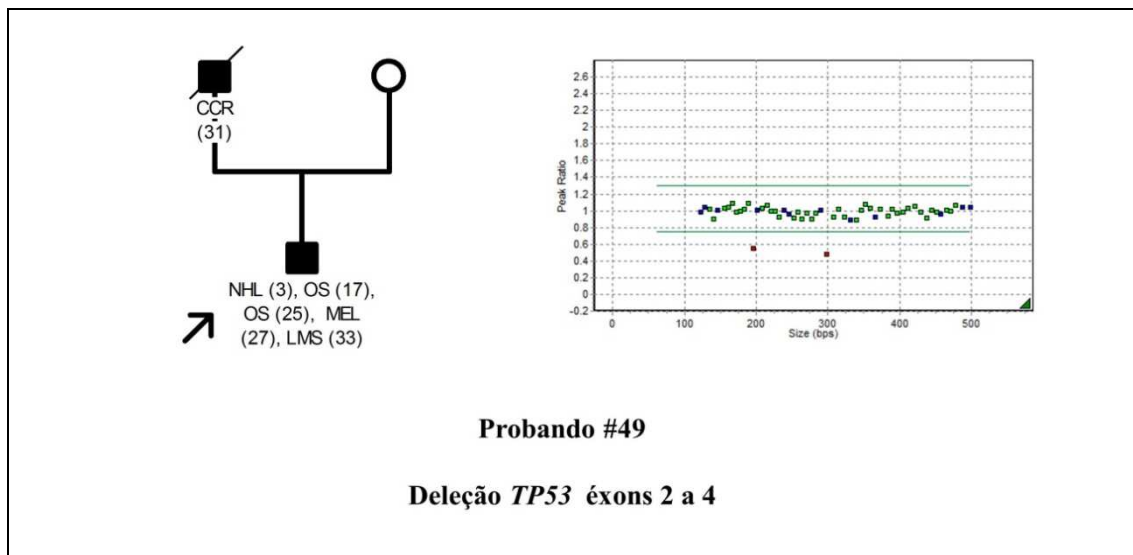 CCR
(31)
NHL (3), OS (17),
OS (25), MEL
(27), LMS (33)
Peak Ratio
2.6
2.4
2.2
2
1.8
1.6
1.4
1.2
1
0.8
0.6
0.4
0.2
0
-0.2
0 100 200 300 400 500
Size (bps)
Probando #49
Deleção TP53 éxons 2 a 4